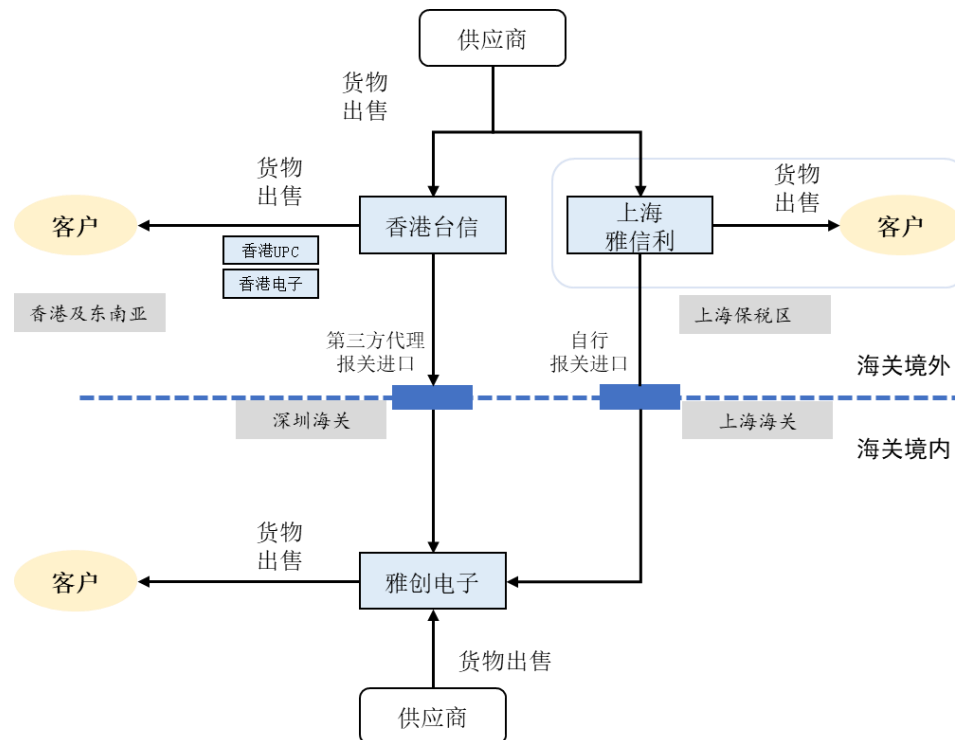 供应商
货物
出售
货物
出售
货物
出售
客户
香港台信
上海
雅信利
客户
香港UPC
香港电子
香港及东南亚
上海保税区
第三方代理
报关进口
自行
报关进口
海关境外
深圳海关
上海海关
海关境内
货物
出售
客户
雅创电子
货物出售
供应商